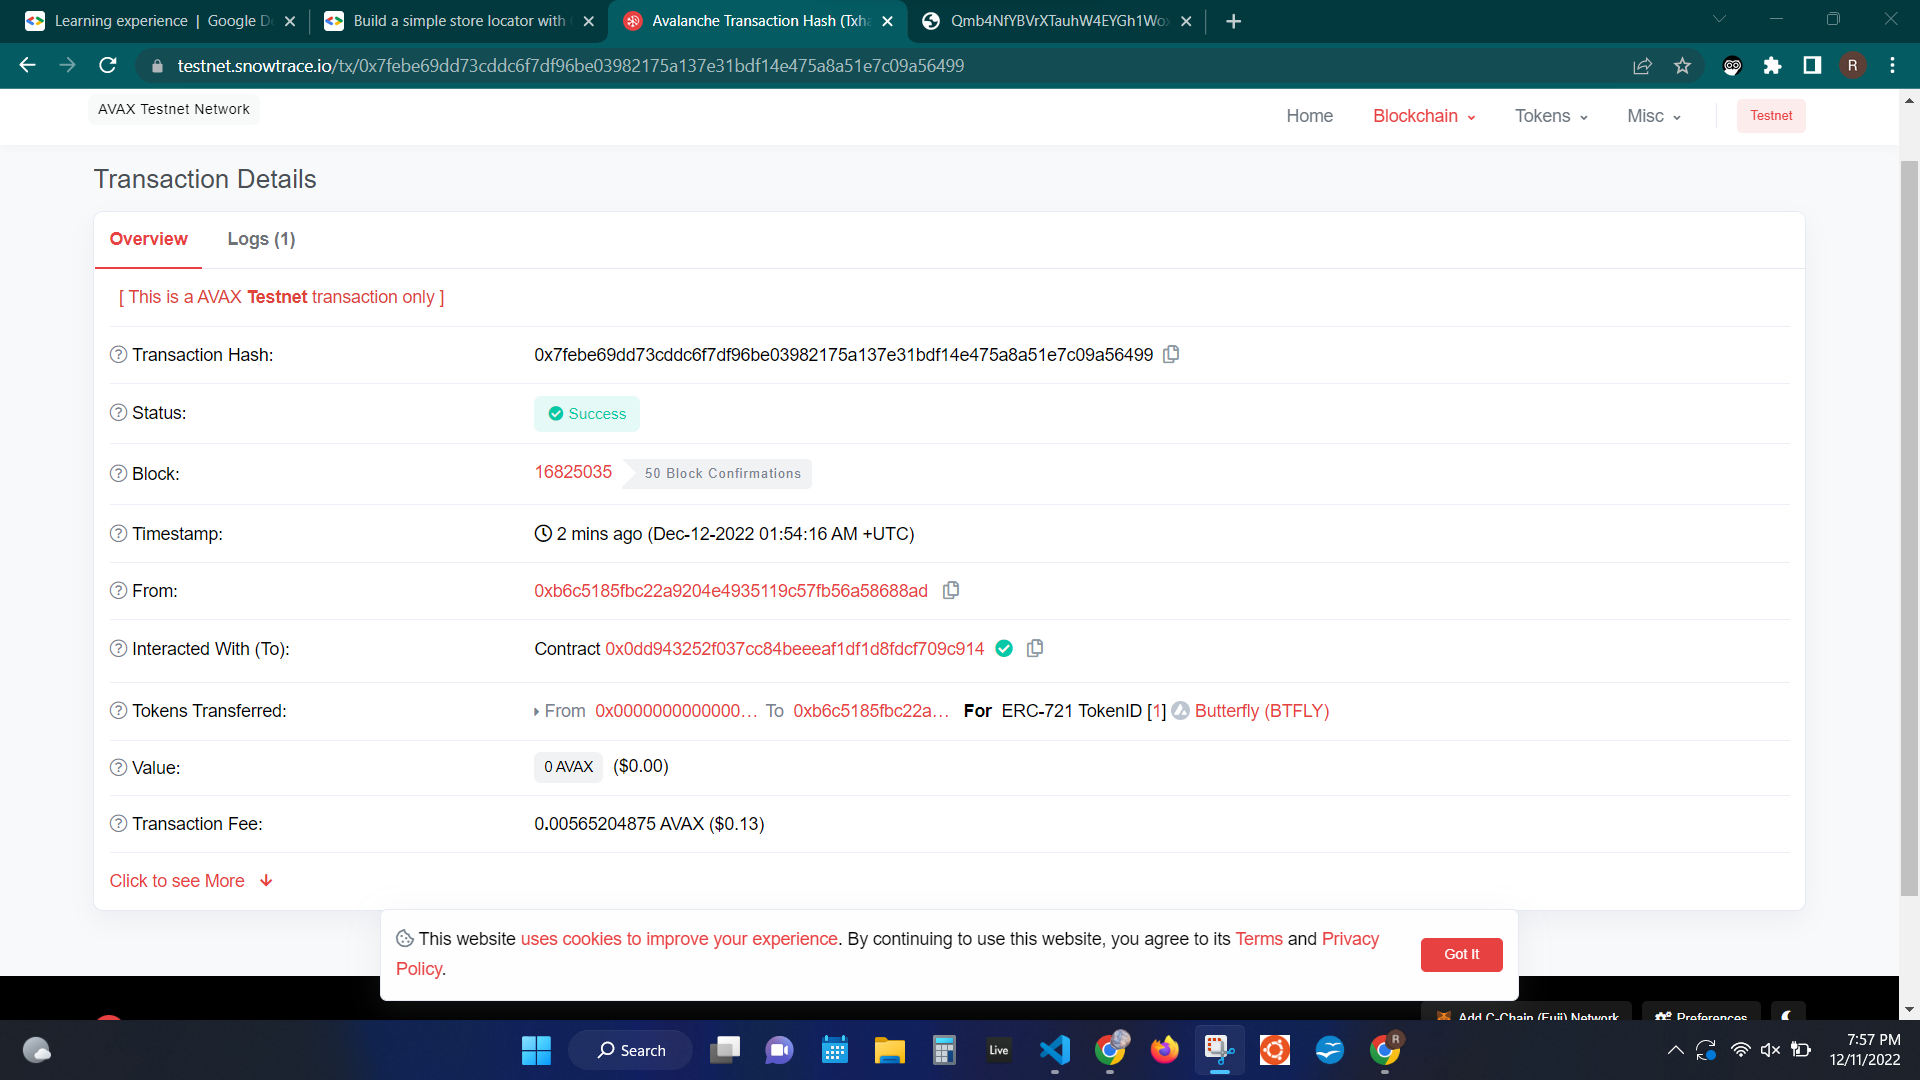 Learning experience | Google D
Build a simple store locator with
Avalanche Transaction Hash (Txha
Qmb4NfYBVrXTauhW4EYGh1Wo
testnet.snowtrace.io/tx/0x7febe69dd73cddc6f7df96be03982175a137e31bdf14e475a8a51e7c09a56499
R
AVAX Testnet Network
Home
Blockchain
Tokens
Misc
Testnet
Transaction Details
Overview
Logs (1)
[ This is a AVAX Testnet transaction only ]
Transaction Hash:
0x7febe69dd73cddc6f7df96be03982175a137e31bdf14e475a8a51e7c09a56499
Status:
Success
Block:
16825035
50 Block Confirmations
Timestamp:
2 mins ago (Dec-12-2022 01:54:16 AM +UTC)
From:
0xb6c5185fbc22a9204e4935119c57fb56a58688ad
Interacted With (To):
Contract 0x0dd943252f037cc84beeeaf1df1d8fdcf709c914
Tokens Transferred:
From 0x0000000000000... To 0xb6c5185fbc22a... For ERC-721 TokenID [1] Butterfly (BTFLY)
Value:
0 AVAX ($0.00)
Transaction Fee:
0.00565204875 AVAX ($0.13)
Click to see More
This website uses cookies to improve your experience. By continuing to use this website, you agree to its Terms and Privacy
Policy.
Got It
Add C-Chain (Fuji) Network
Preferences
Search
Live
R
7:57 PM
12/11/2022